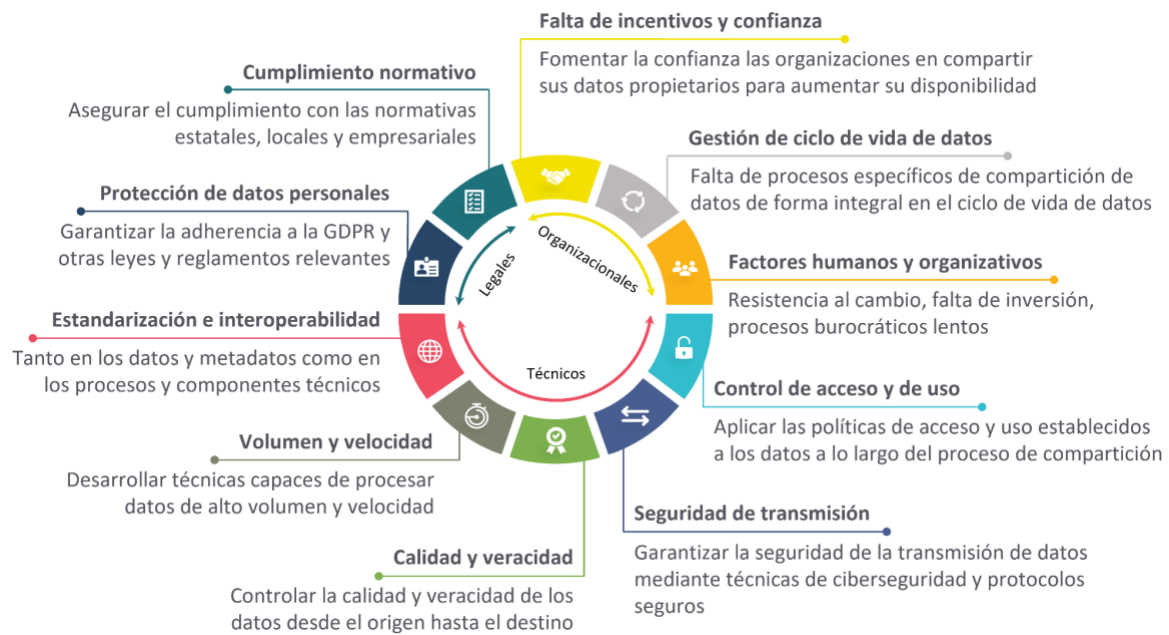 Falta de incentivos y confianza
Fomentar la confianza las organizaciones en compartir
sus datos propietarios para aumentar su disponibilidad
Cumplimiento normativo
Asegurar el cumplimiento con las normativas
estatales, locales y empresariales
Gestión de ciclo de vida de datos
Falta de procesos específicos de compartición de
datos de forma integral en el ciclo de vida de datos
Protección de datos personales
Garantizar la adherencia a la GDPR y
otras leyes y reglamentos relevantes
Legales
Organizacionales
Técnicos
Factores humanos y organizativos
Resistencia al cambio, falta de inversión,
procesos burocráticos lentos
Estandarización e interoperabilidad
Tanto en los datos y metadatos como en
los procesos y componentes técnicos
Control de acceso y de uso
Aplicar las políticas de acceso y uso establecidos
a los datos a lo largo del proceso de compartición
Volumen y velocidad
Desarrollar técnicas capaces de procesar
datos de alto volumen y velocidad
Seguridad de transmisión
Garantizar la seguridad de la transmisión de datos
mediante técnicas de ciberseguridad y protocolos
seguros
Calidad y veracidad
Controlar la calidad y veracidad de los
datos desde el origen hasta el destino